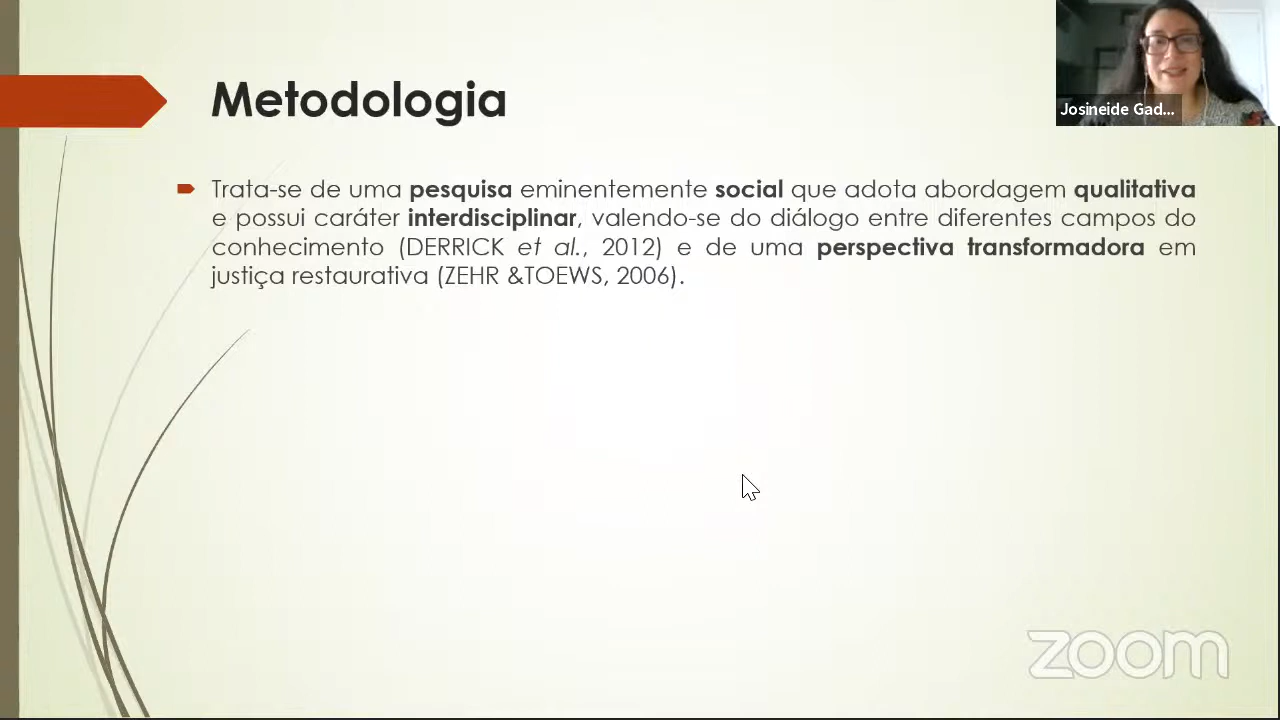 Metodologia
Josineide Gad...
Trata-se de uma pesquisa eminentemente social que adota abordagem qualitativa
e possui caráter interdisciplinar, valendo-se do diálogo entre diferentes campos do
conhecimento (DERRICK et al., 2012) e de uma perspectiva transformadora em
justiça restaurativa (ZEHR &TOEWS, 2006).
zoom